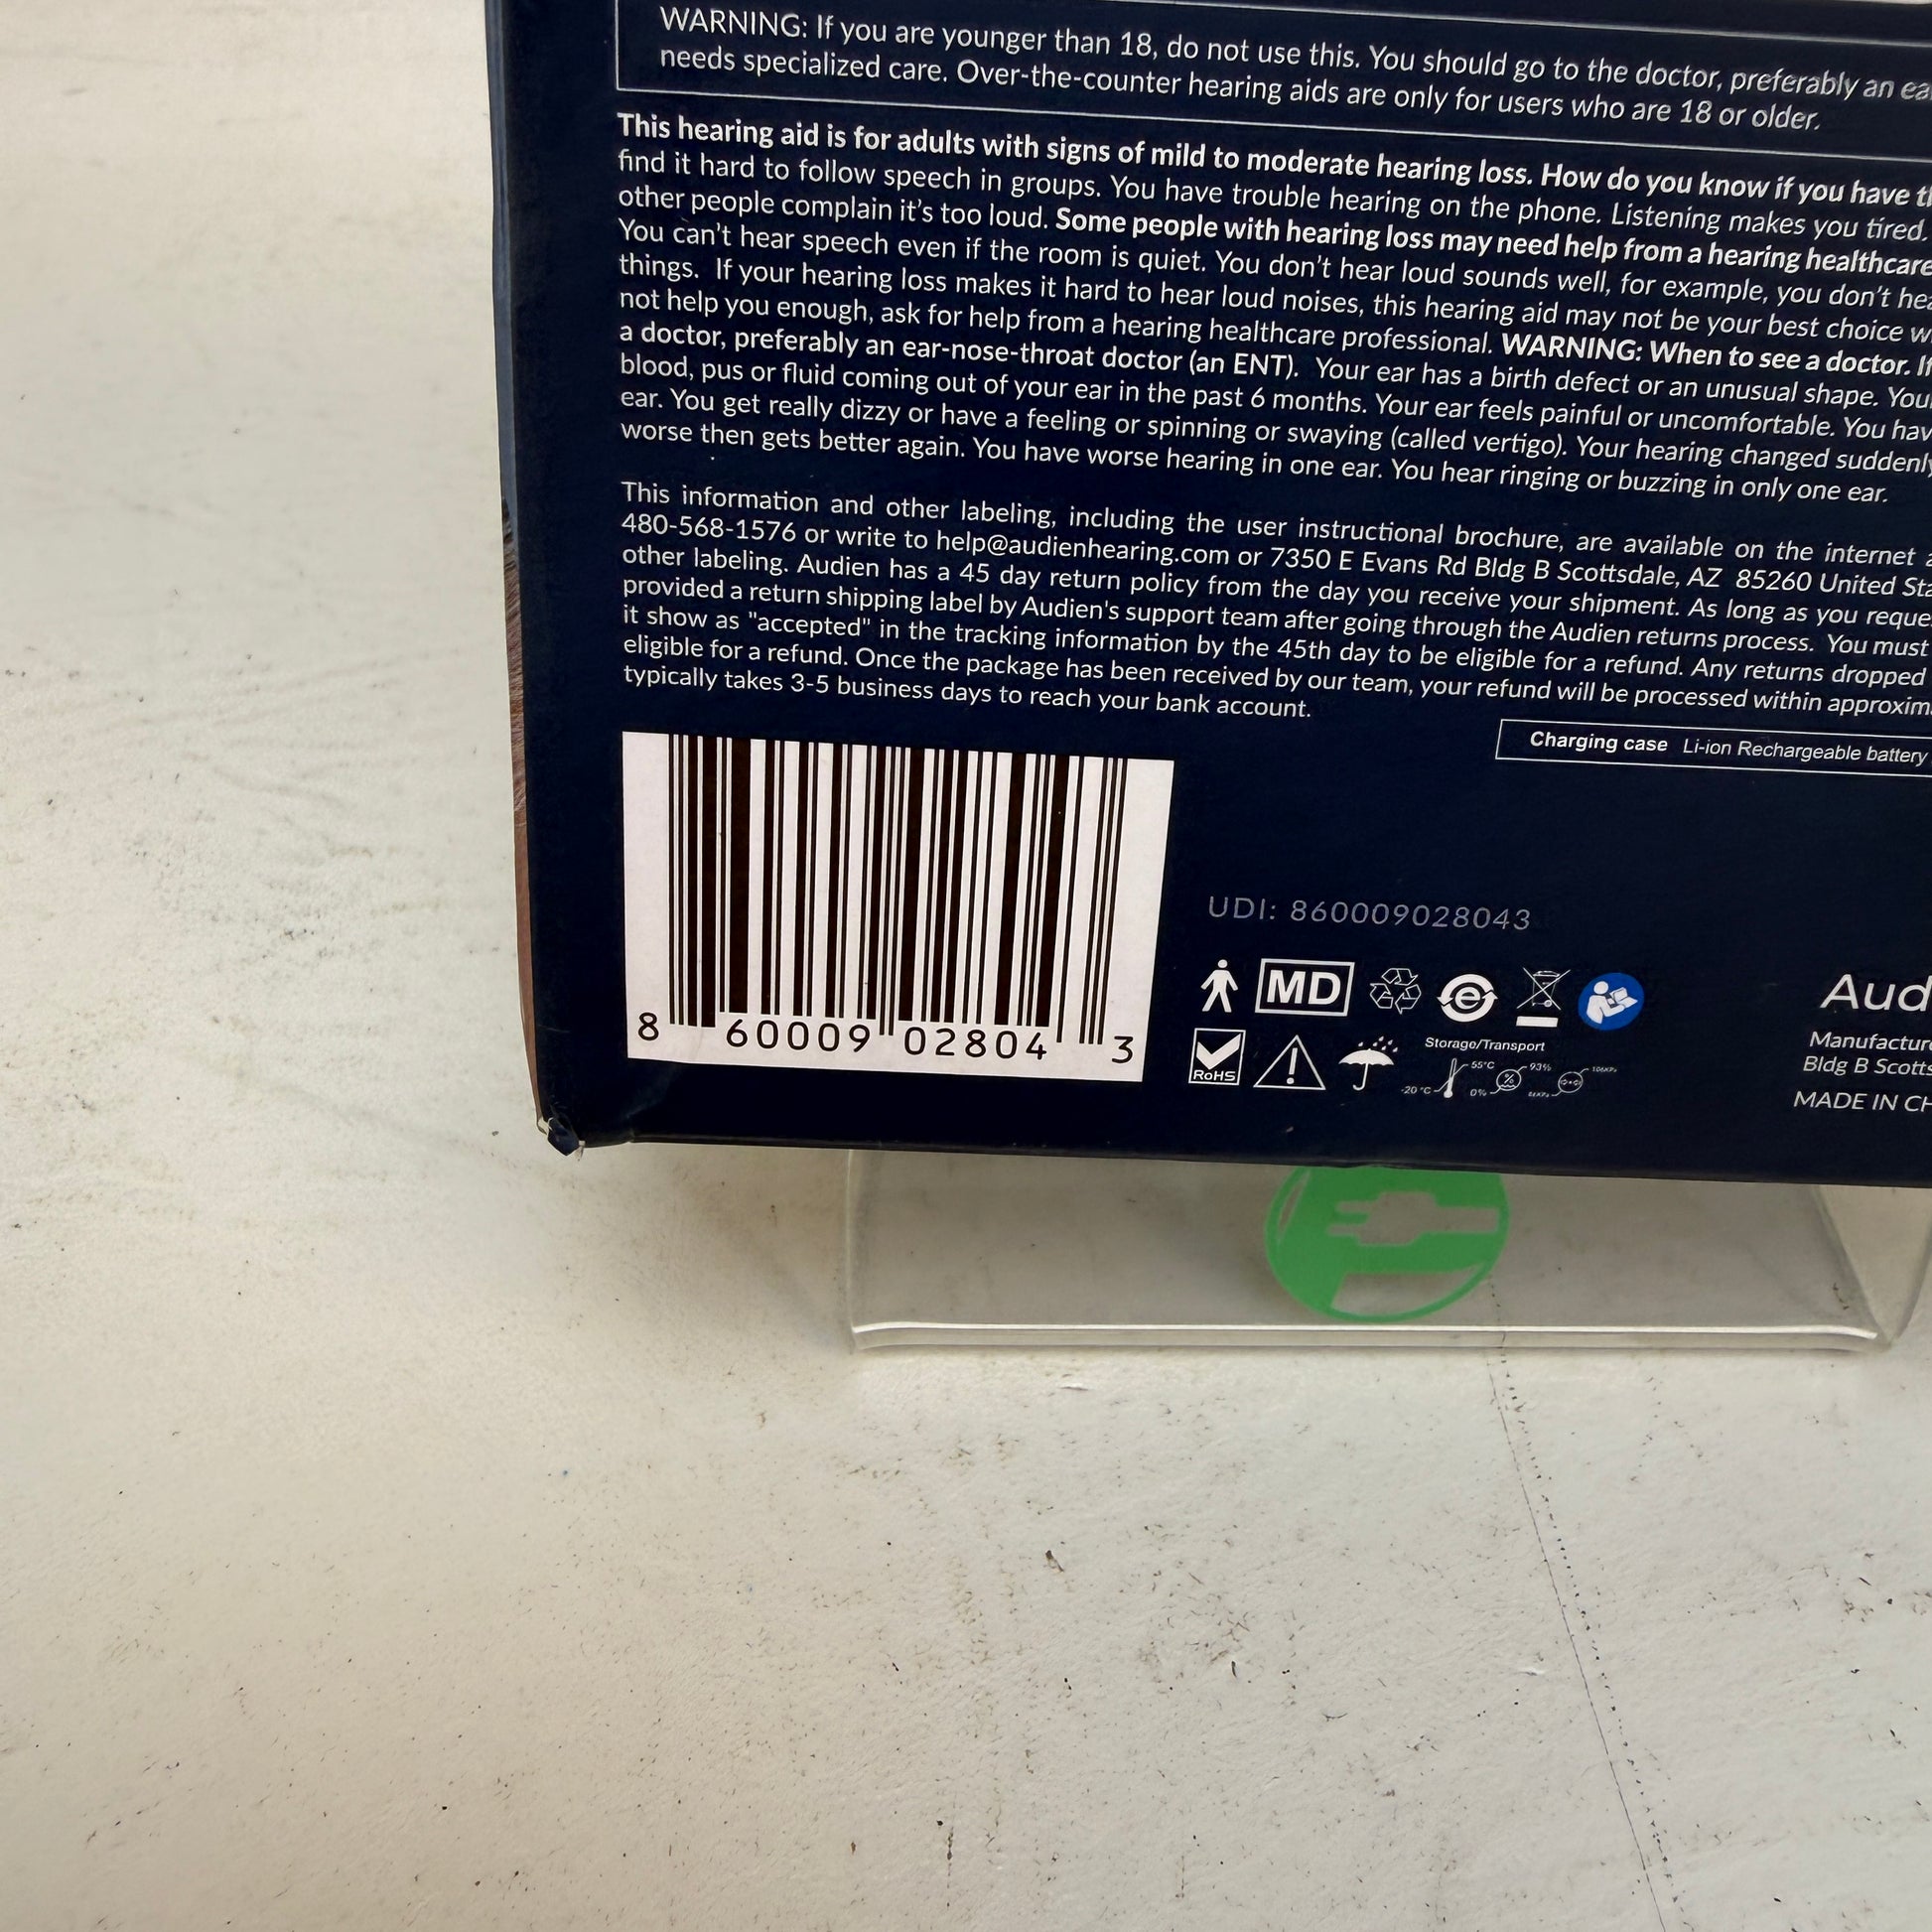 WARNING: If you are younger than 18, do not use this. You should go to the doctor, preferably an
needs specialized care. Over-the-counter hearing aids are only for users who are 18 or older.
This hearing aid is for adults with signs of mild to moderate hearing loss. How do you know if you have
find it hard to follow speech in groups. You have trouble hearing on the phone. Listening makes you tired.
other people complain it's too loud. Some people with hearing loss may need help from a hearing healthcare
You can't hear speech even if the room is quiet. You don't hear loud sounds well, for example, you don't
things. If your hearing loss makes it hard to hear loud noises, this hearing aid may not be your best choice
not help you enough, ask for help from a hearing healthcare professional. WARNING: When to see a doctor. If
a doctor, preferably an ear-nose-throat doctor (an ENT). Your ear has a birth defect or an unusual shape.
blood, pus or fluid coming out of your ear in the past 6 months. Your ear feels painful or uncomfortable. You
ear. You get really dizzy or have a feeling or spinning or swaying (called vertigo). Your hearing changed
worse then gets better again. You have worse hearing in one ear. You hear ringing or buzzing in only one ear.
This information and other labeling, including the user instructional brochure, are available on the internet
480-568-1576 or write to help@audienhearing.com or 7350 E Evans Rd Bldg B Scottsdale, AZ 85260 United
other labeling. Audien has a 45 day return policy from the day you receive your shipment. As long as you
provided a return shipping label by Audien's support team after going through the Audien returns process. You must
it show as "accepted" in the tracking information by the 45th day to be eligible for a refund. Any returns dropped
eligible for a refund. Once the package has been received by our team, your refund will be processed within
typically takes 3-5 business days to reach your bank account.
Charging case Li-ion Rechargeable battery
8 60009 02804 3
UDI: 860009028043
MD
e
RoHS
Storage/Transport
-20°C 55°C 0% 93%
Aud
Manufactur
Bldg B Scotts
MADE IN CH